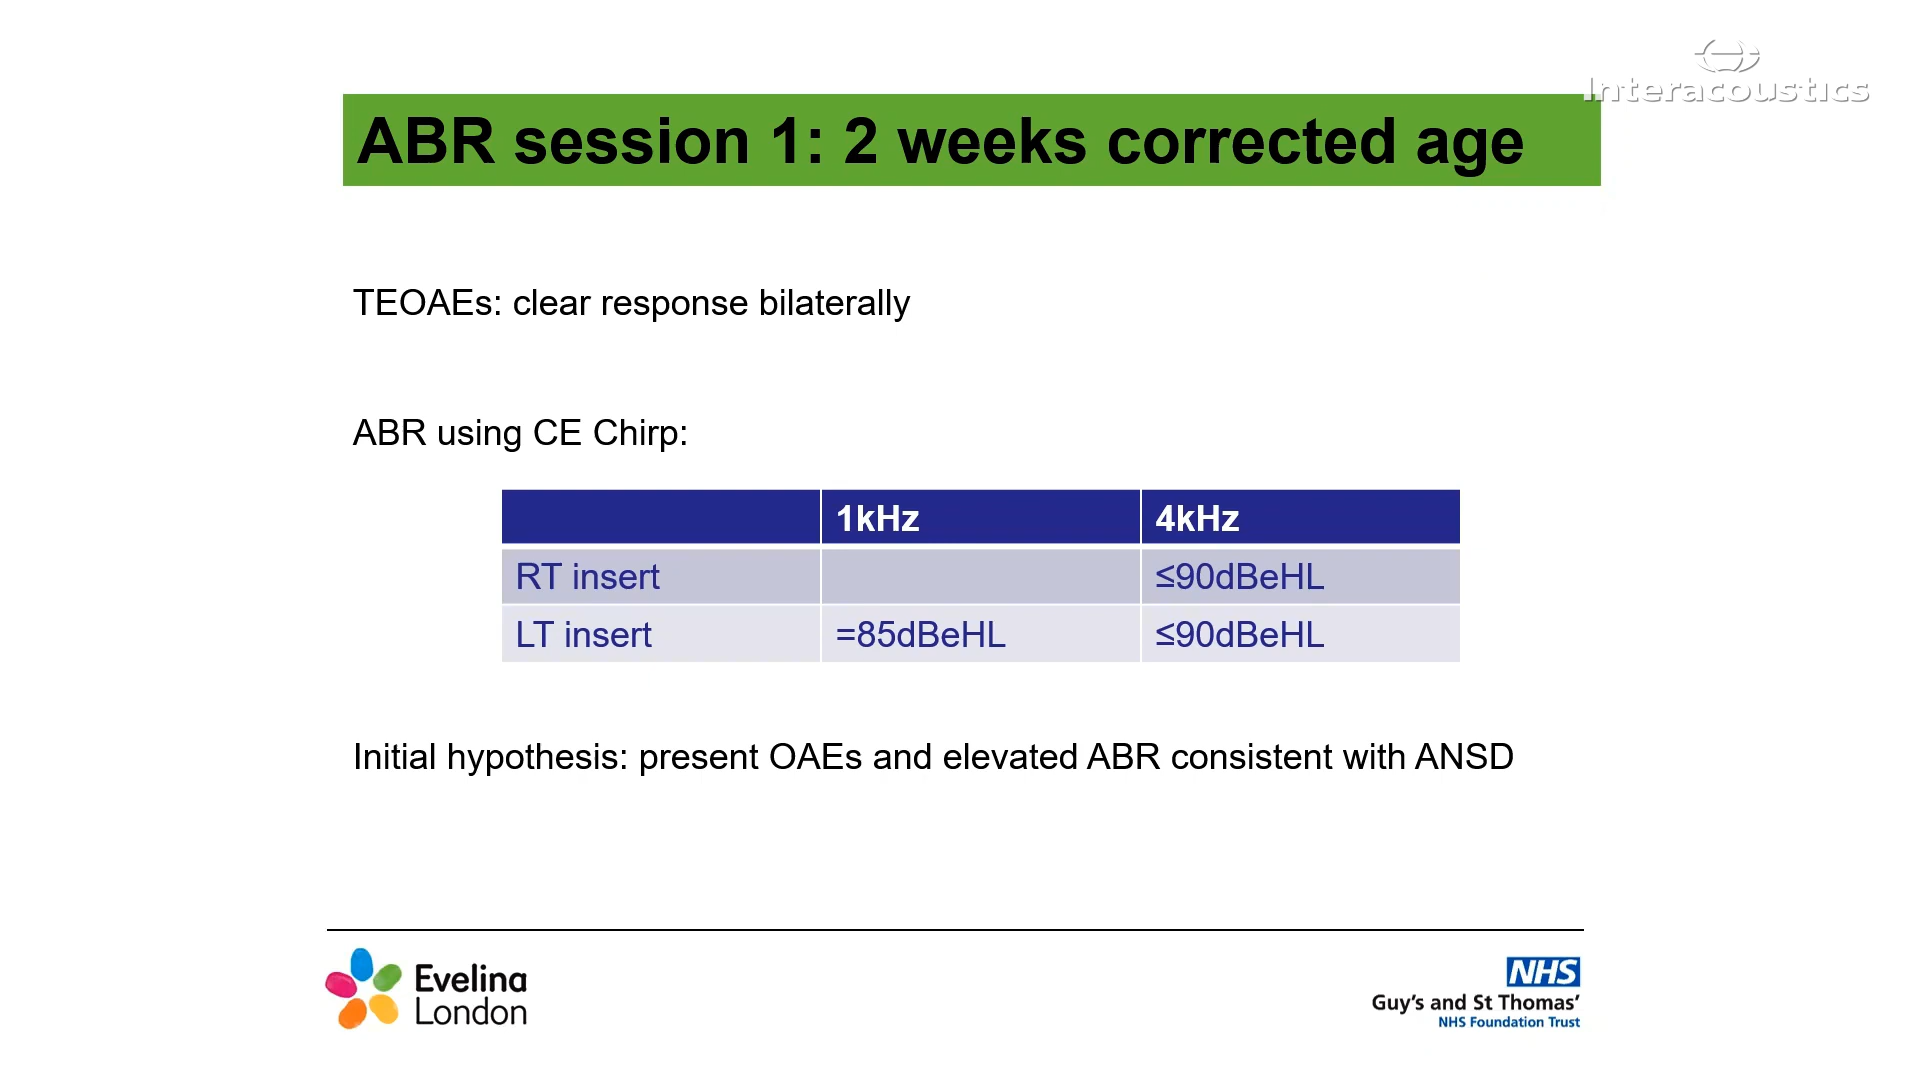 Interacoustics
ABR session 1: 2 weeks corrected age
TEOAEs: clear response bilaterally
ABR using CE Chirp:
1kHz 4kHz
RT insert ≤90dBeHL
LT insert =85dBeHL ≤90dBeHL
Initial hypothesis: present OAEs and elevated ABR consistent with ANSD
Evelina
London
NHS
Guy's and St Thomas'
NHS Foundation Trust